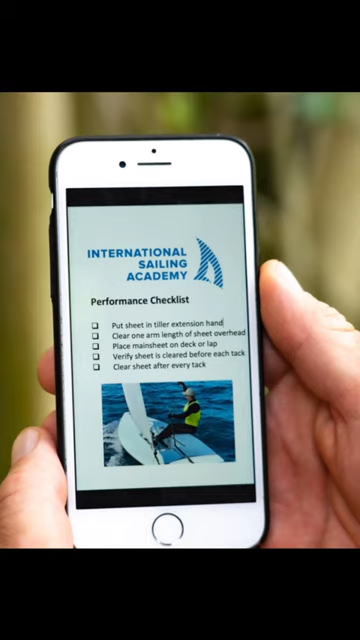 INTERNATIONAL
SAILING
ACADEMY
Performance Checklist
Put sheet in tiller extension hand
Clear one arm length of sheet overhead
Place mainsheet on deck or lap
Verify sheet is cleared before each tack
Clear sheet after every tack